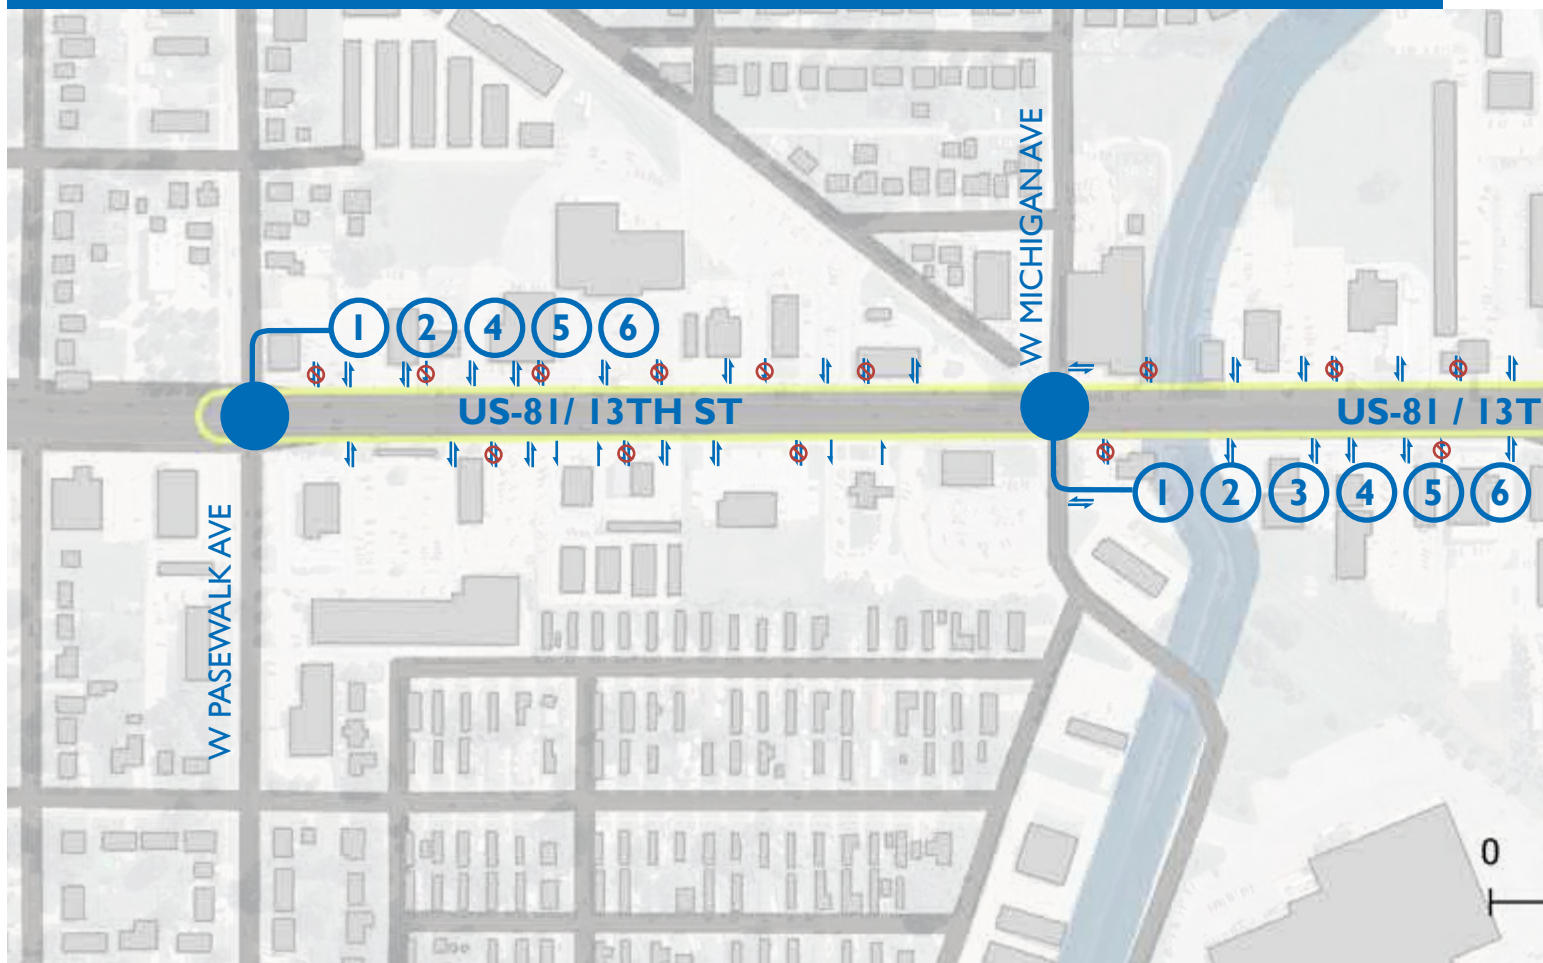 W MICHIGAN AVE
1 2 4 5 6
US-81/ 13TH ST
US-81 / 13T
1 2 3 4 5 6
W PASEWALK AVE
0